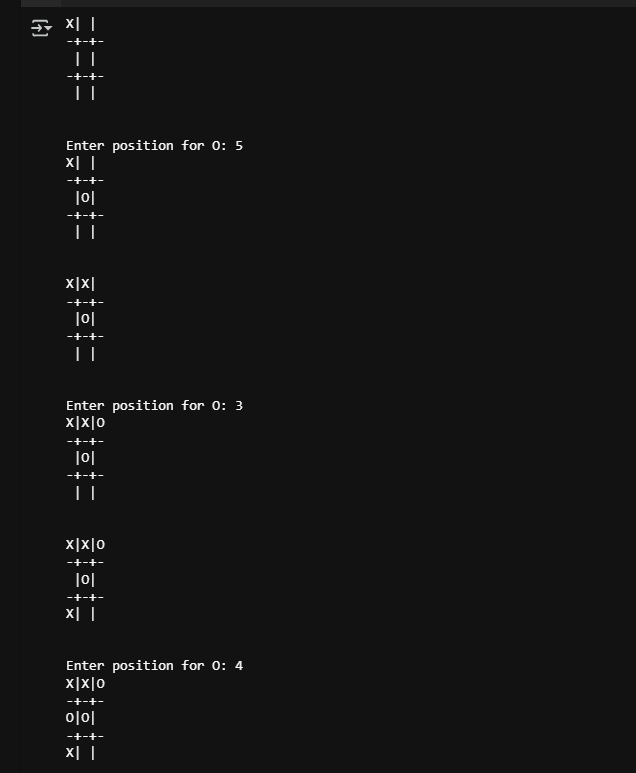 X| |
-+-+-
 | |
-+-+-
 | |
Enter position for O: 5
X| |
-+-+-
 |O|
-+-+-
 | |
X|X|
-+-+-
 |O|
-+-+-
 | |
Enter position for O: 3
X|X|O
-+-+-
 |O|
-+-+-
 | |
X|X|O
-+-+-
 |O|
-+-+-
X| |
Enter position for O: 4
X|X|O
-+-+-
O|O|
-+-+-
X| |